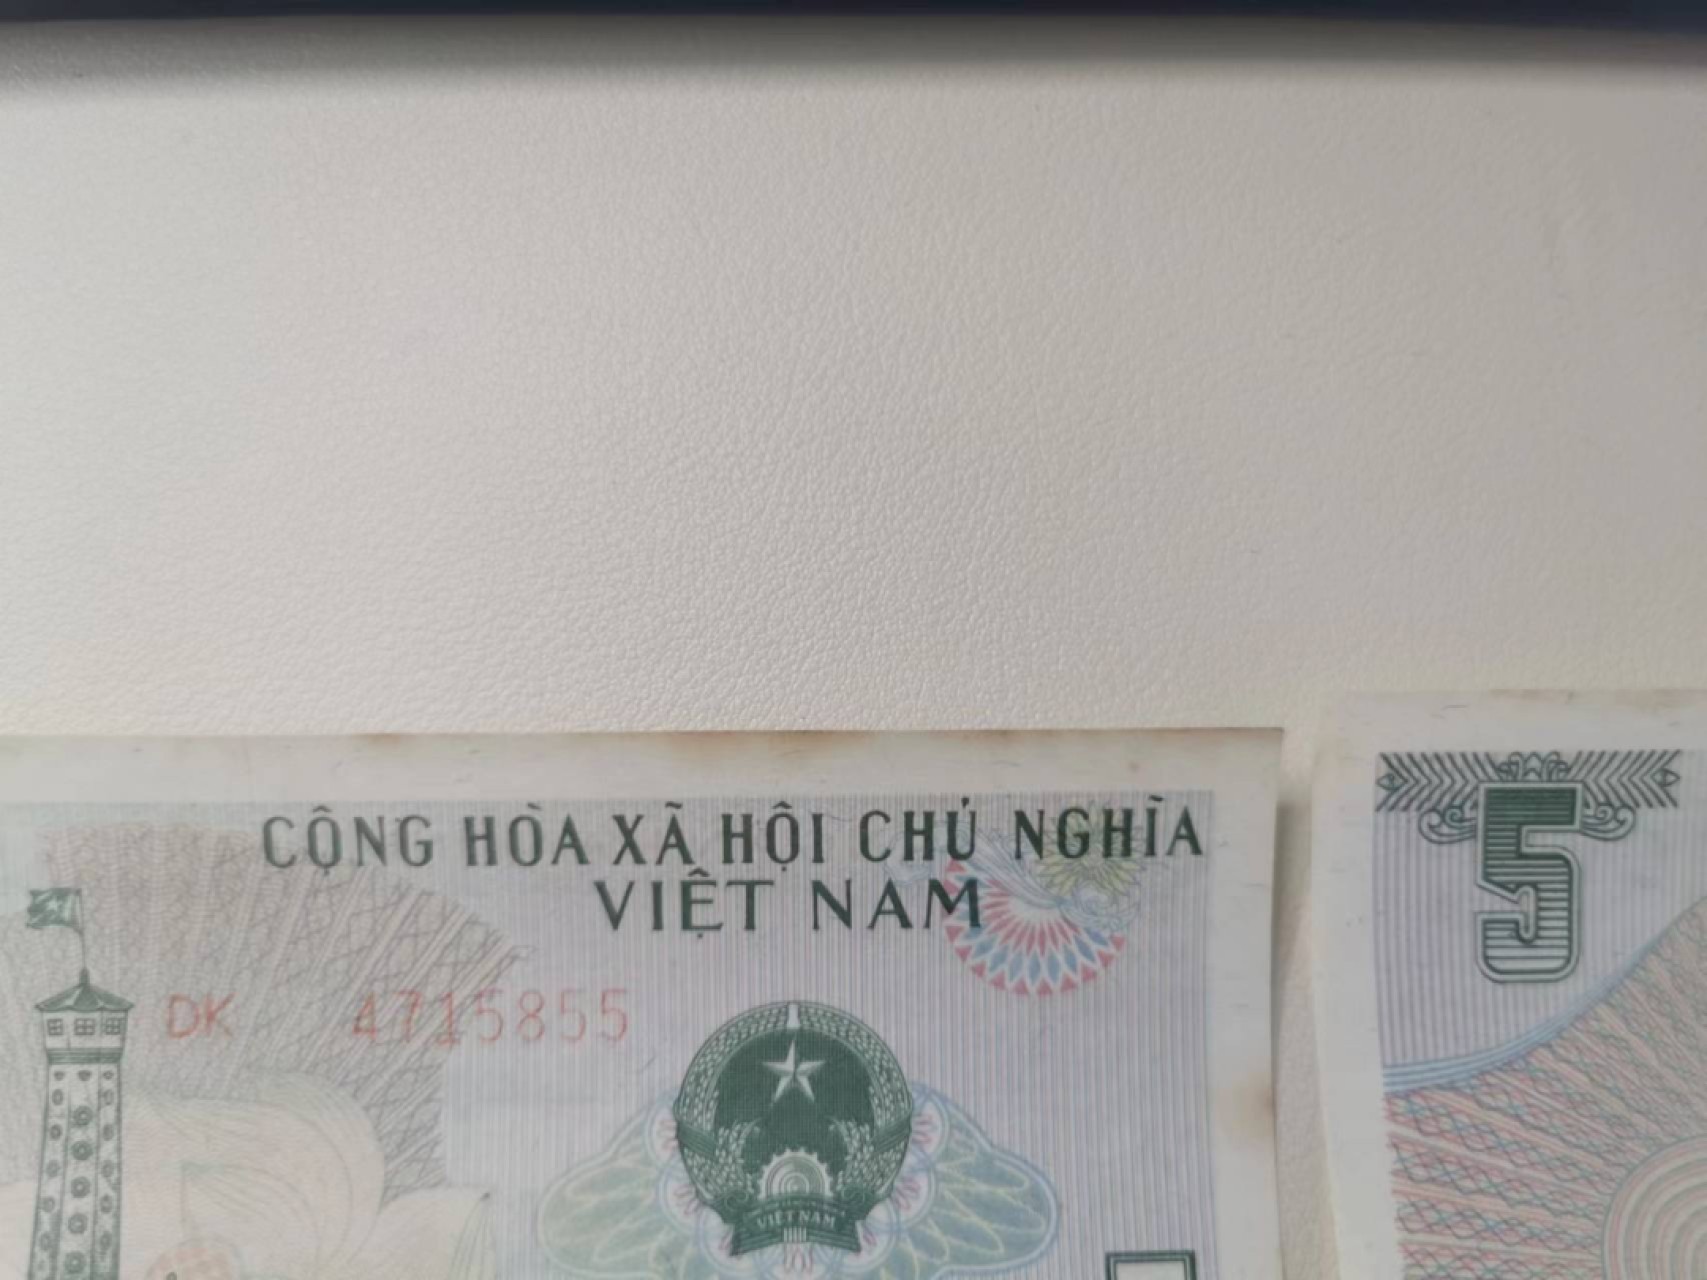 CỘNG HÒA XÃ HỘI CHỦ NGHĨA
VIỆT NAM
DK 4715855
VIỆT NAM
5